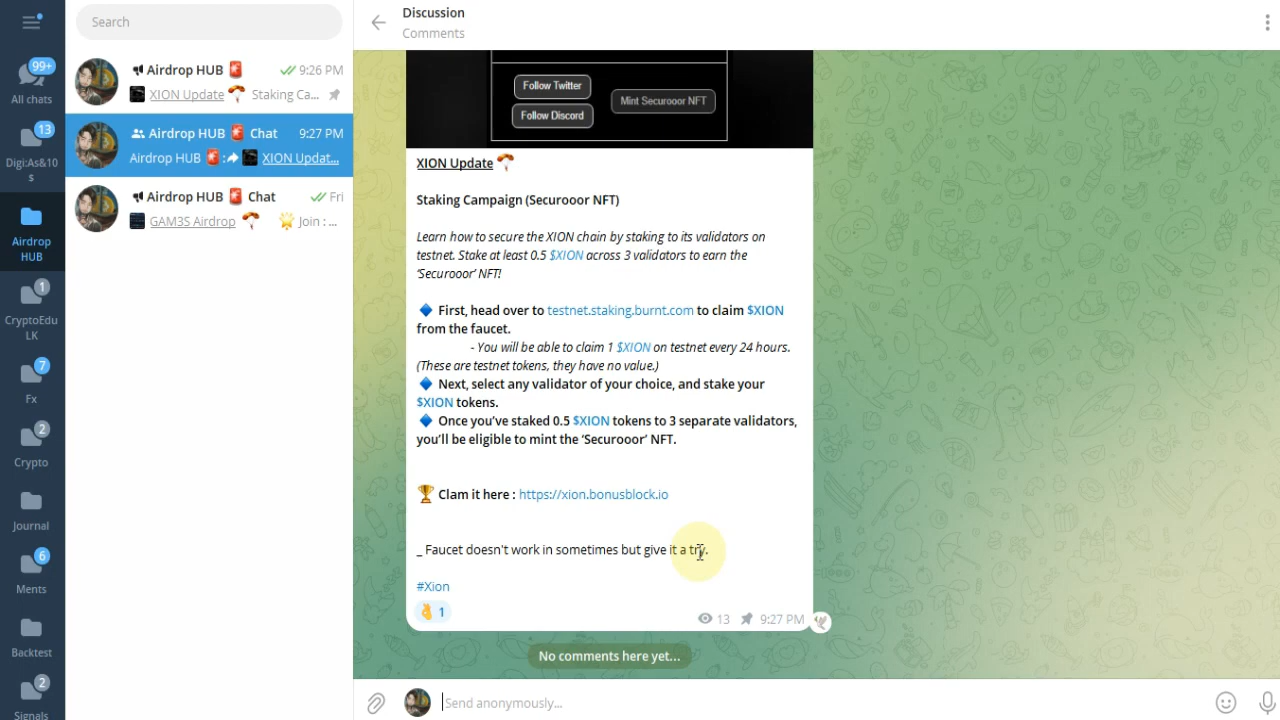 Search
Discussion
Comments
99+
All chats
13
Digi:As&10
s
Airdrop
HUB
1
CryptoEdu
LK
7
Fx
2
Crypto
Journal
6
Ments
Backtest
2
Signals
Airdrop HUB 9:26 PM
XION Update Staking Ca...
Airdrop HUB Chat 9:27 PM
Airdrop HUB : XION Updat...
Airdrop HUB Chat Fri
GAM3S Airdrop Join : ...
Follow Twitter
Mint Securooor NFT
Follow Discord
XION Update
Staking Campaign (Securooor NFT)
Learn how to secure the XION chain by staking to its validators on
testnet. Stake at least 0.5 $XION across 3 validators to earn the
‘Securooor’ NFT!
First, head over to testnet.staking.burnt.com to claim $XION
from the faucet.
- You will be able to claim 1 $XION on testnet every 24 hours.
(These are testnet tokens, they have no value.)
Next, select any validator of your choice, and stake your
$XION tokens.
Once you’ve staked 0.5 $XION tokens to 3 separate validators,
you’ll be eligible to mint the ‘Securooor’ NFT.
Clam it here : https://xion.bonusblock.io
_ Faucet doesn't work in sometimes but give it a try.
#Xion
1
13 9:27 PM
No comments here yet...
Send anonymously...